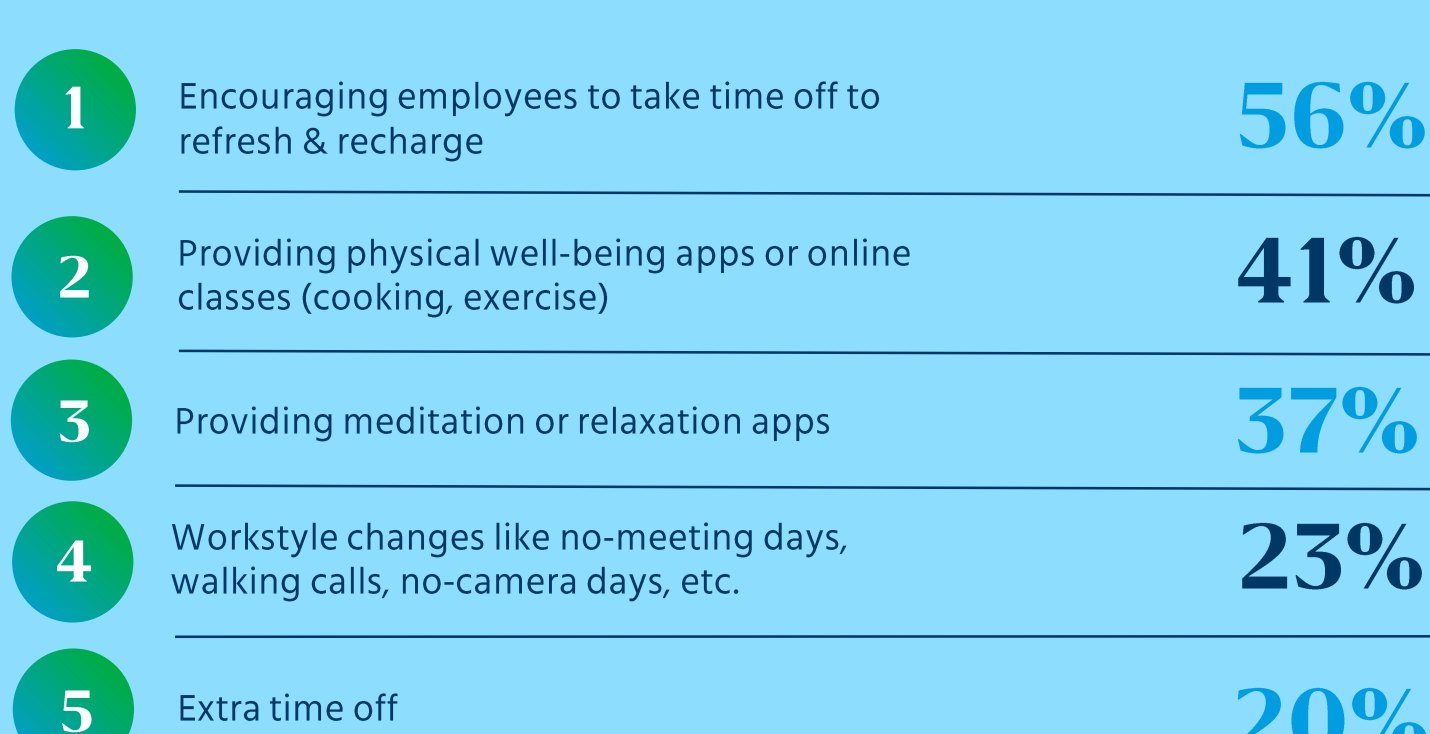 1
Encouraging employees to take time off to
refresh & recharge
56%
2
Providing physical well-being apps or online
classes (cooking, exercise)
41%
3
Providing meditation or relaxation apps
37%
4
Workstyle changes like no-meeting days,
walking calls, no-camera days, etc.
23%
5
Extra time off
20%